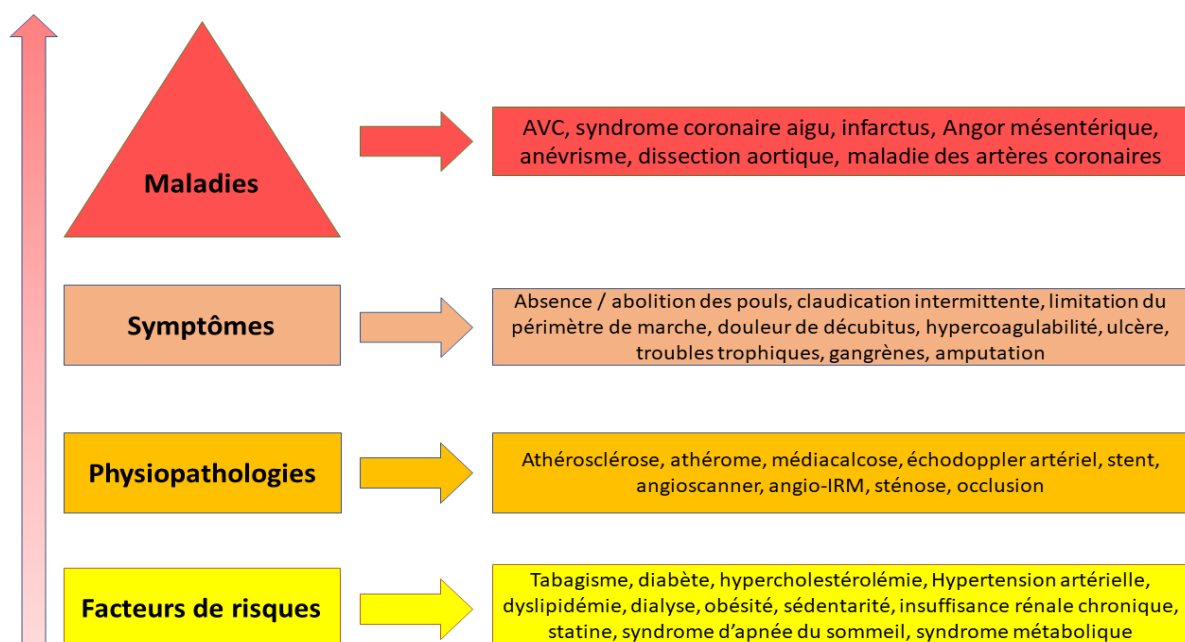 Maladies
AVC, syndrome coronaire aigu, infarctus, Angor mésentérique,
anévrisme, dissection aortique, maladie des artères coronaires
Symptômes
Absence / abolition des pouls, claudication intermittente, limitation du
périmètre de marche, douleur de décubitus, hypercoagulabilité, ulcère,
troubles trophiques, gangrènes, amputation
Physiopathologies
Athérosclérose, athérome, médiacalcose, échodoppler artériel, stent,
angioscanner, angio-IRM, sténose, occlusion
Facteurs de risques
Tabagisme, diabète, hypercholestérolémie, Hypertension artérielle,
dyslipidémie, dialyse, obésité, sédentarité, insuffisance rénale chronique,
statine, syndrome d’apnée du sommeil, syndrome métabolique